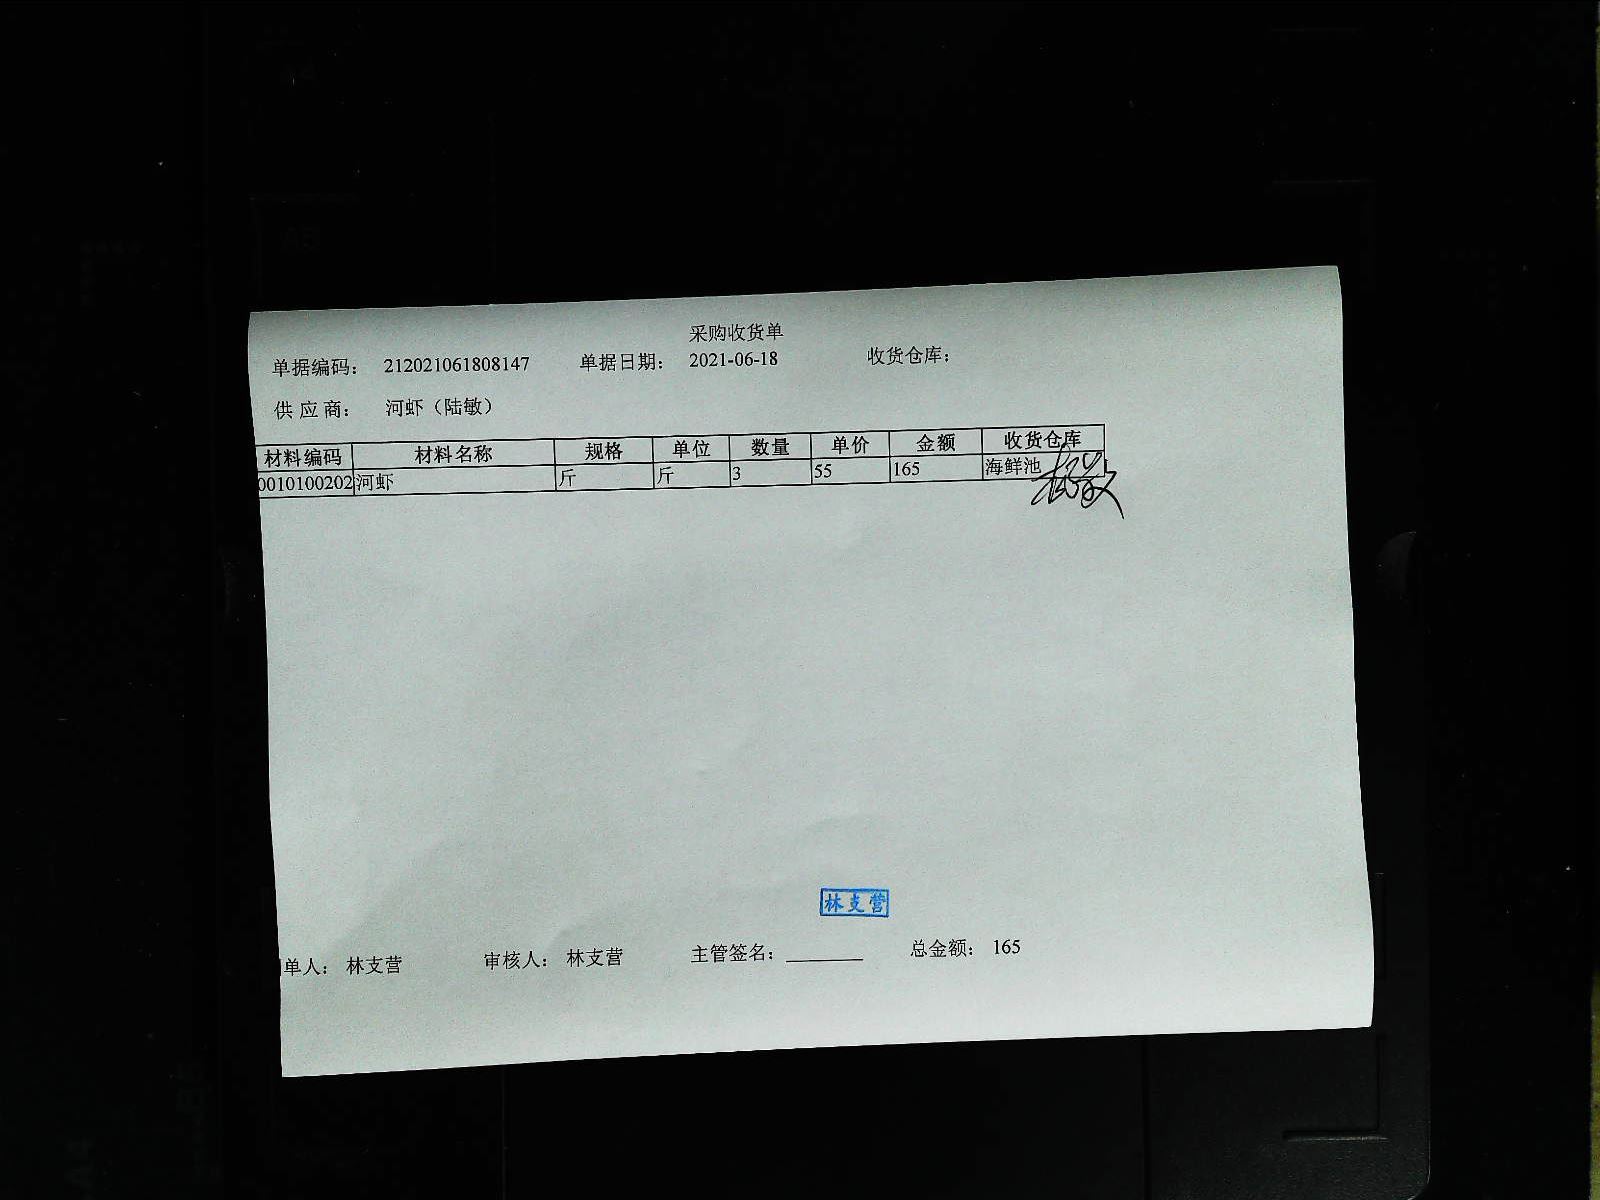 采购收货单
单据编码： 212021061808147 单据日期： 2021-06-18 收货仓库：
供应商： 河虾（陆敏）
材料编码 材料名称 规格 单位 数量 单价 金额 收货仓库
0010100202 河虾 斤 斤 3 55 165 海鲜池
林支营
单人： 林支营 审核人： 林支营 主管签名：________ 总金额： 165